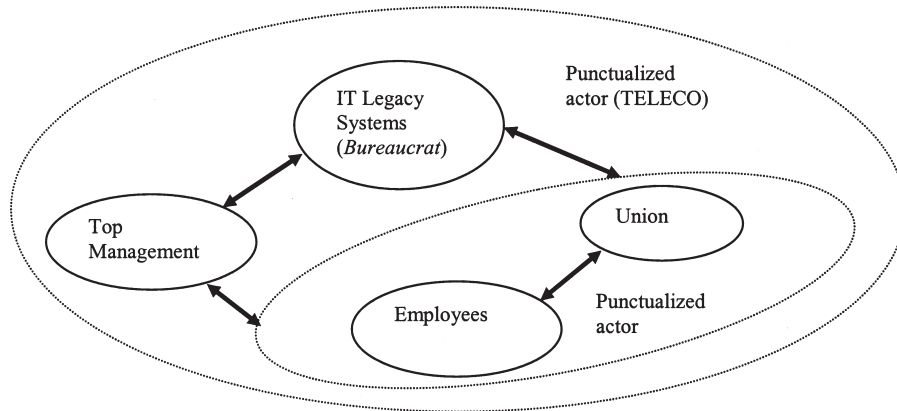 Punctualized
actor (TELECO)
IT Legacy
Systems
(Bureaucrat)
Top
Management
Union
Employees
Punctualized
actor